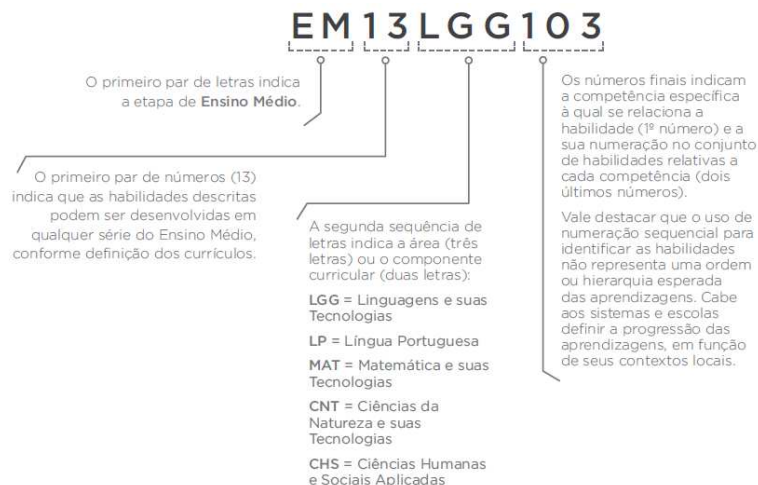 EM13LGG103
O primeiro par de letras indica
a etapa de Ensino Médio.
O primeiro par de números (13)
indica que as habilidades descritas
podem ser desenvolvidas em
qualquer série do Ensino Médio,
conforme definição dos currículos.
A segunda sequência de
letras indica a área (três
letras) ou o componente
curricular (duas letras):
LGG = Linguagens e suas
Tecnologias
LP = Língua Portuguesa
MAT = Matemática e suas
Tecnologias
CNT = Ciências da
Natureza e suas
Tecnologias
CHS = Ciências Humanas
e Sociais Aplicadas
Os números finais indicam
a competência específica
à qual se relaciona a
habilidade (1º número) e a
sua numeração no conjunto
de habilidades relativas a
cada competência (dois
últimos números).
Vale destacar que o uso de
numeração sequencial para
identificar as habilidades
não representa uma ordem
ou hierarquia esperada
das aprendizagens. Cabe
aos sistemas e escolas
definir a progressão das
aprendizagens, em função
de seus contextos locais.